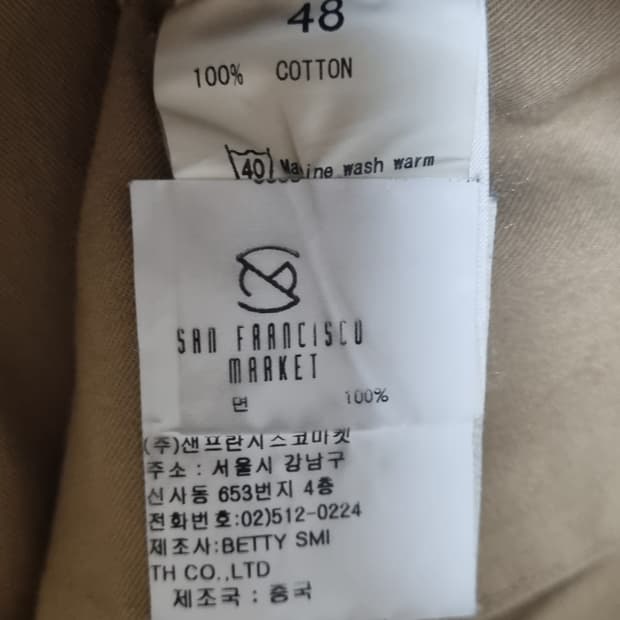 48
100% COTTON
40 Ma ine wash warm
SAN FRANCISCO
MARKET
면 100%
(주)샌프란시스코마켓
주소 : 서울시 강남구
신사동 653번지 4층
전화번호:02)512-0224
제조사:BETTY SMI
TH CO.,LTD
제조국 : 중국